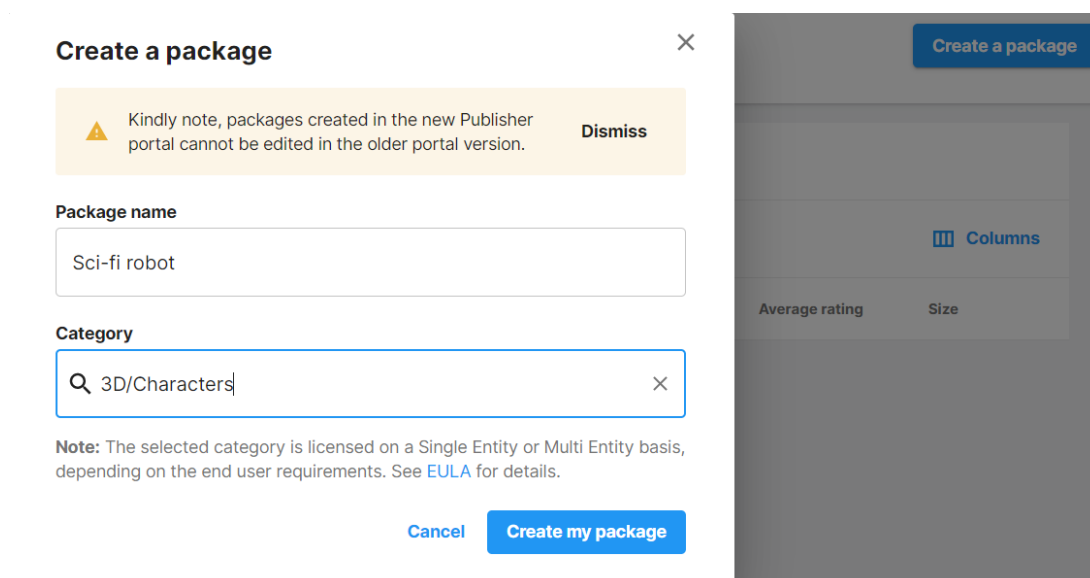 Create a package
Create a package
Kindly note, packages created in the new Publisher
portal cannot be edited in the older portal version.
Dismiss
Package name
Sci-fi robot
Columns
Average rating
Size
Category
3D/Characters
Note: The selected category is licensed on a Single Entity or Multi Entity basis,
depending on the end user requirements. See EULA for details.
Cancel
Create my package